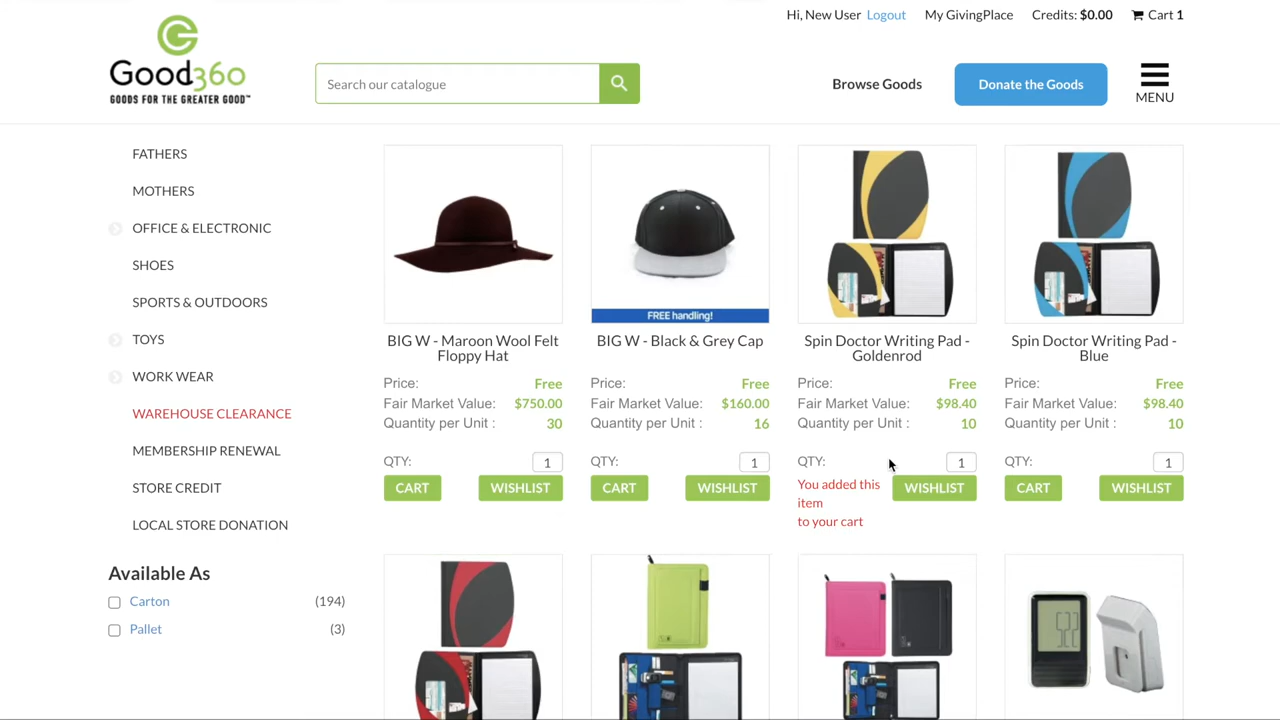 Hi, New User Logout My GivingPlace Credits: $0.00 Cart 1
Good360
GOODS FOR THE GREATER GOOD™
Search our catalogue
Browse Goods
Donate the Goods
MENU
FATHERS
MOTHERS
OFFICE & ELECTRONIC
SHOES
SPORTS & OUTDOORS
TOYS
WORK WEAR
WAREHOUSE CLEARANCE
MEMBERSHIP RENEWAL
STORE CREDIT
LOCAL STORE DONATION
Available As
Carton (194)
Pallet (3)
BIG W - Maroon Wool Felt
Floppy Hat
Price: Free
Fair Market Value: $750.00
Quantity per Unit : 30
QTY: 1
CART WISHLIST
FREE handling!
BIG W - Black & Grey Cap
Price: Free
Fair Market Value: $160.00
Quantity per Unit : 16
QTY: 1
CART WISHLIST
Spin Doctor Writing Pad -
Goldenrod
Price: Free
Fair Market Value: $98.40
Quantity per Unit : 10
QTY: 1
You added this
item
to your cart
WISHLIST
Spin Doctor Writing Pad -
Blue
Price: Free
Fair Market Value: $98.40
Quantity per Unit : 10
QTY: 1
CART WISHLIST